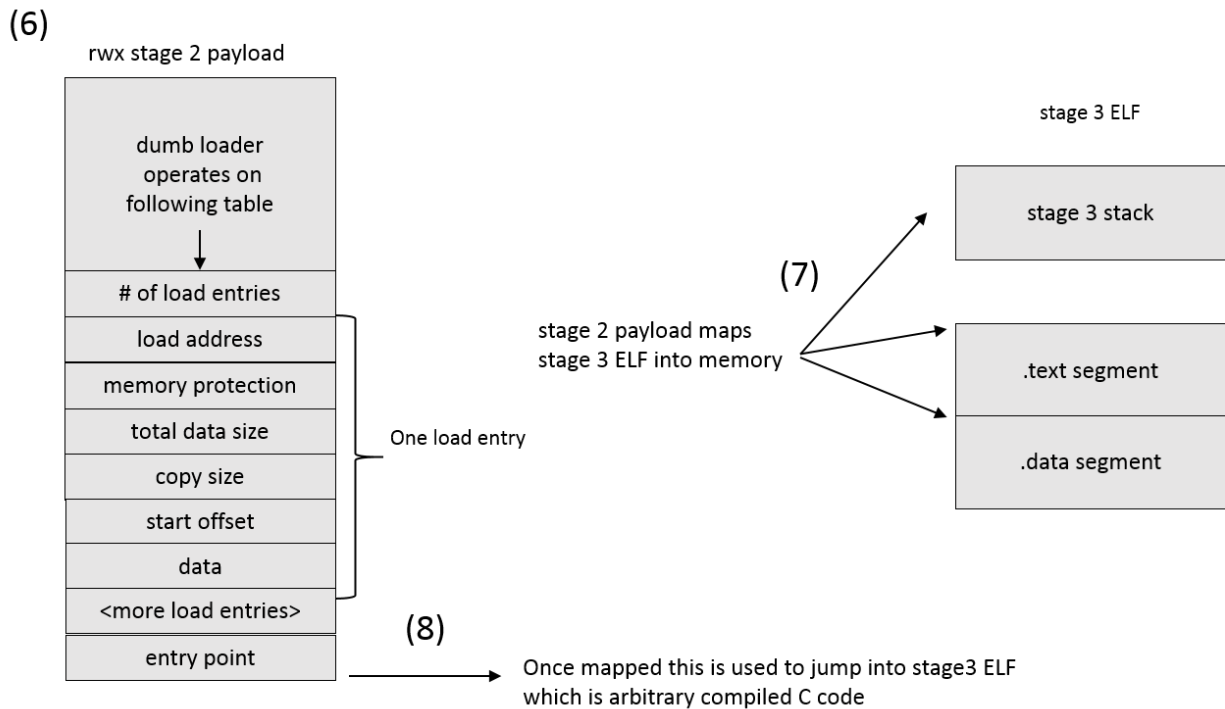 (6)
rwx stage 2 payload
dumb loader
operates on
following table
# of load entries
load address
memory protection
total data size
copy size
start offset
data
<more load entries>
entry point
One load entry
(7)
stage 2 payload maps
stage 3 ELF into memory
stage 3 ELF
stage 3 stack
.text segment
.data segment
(8)
Once mapped this is used to jump into stage3 ELF
which is arbitrary compiled C code